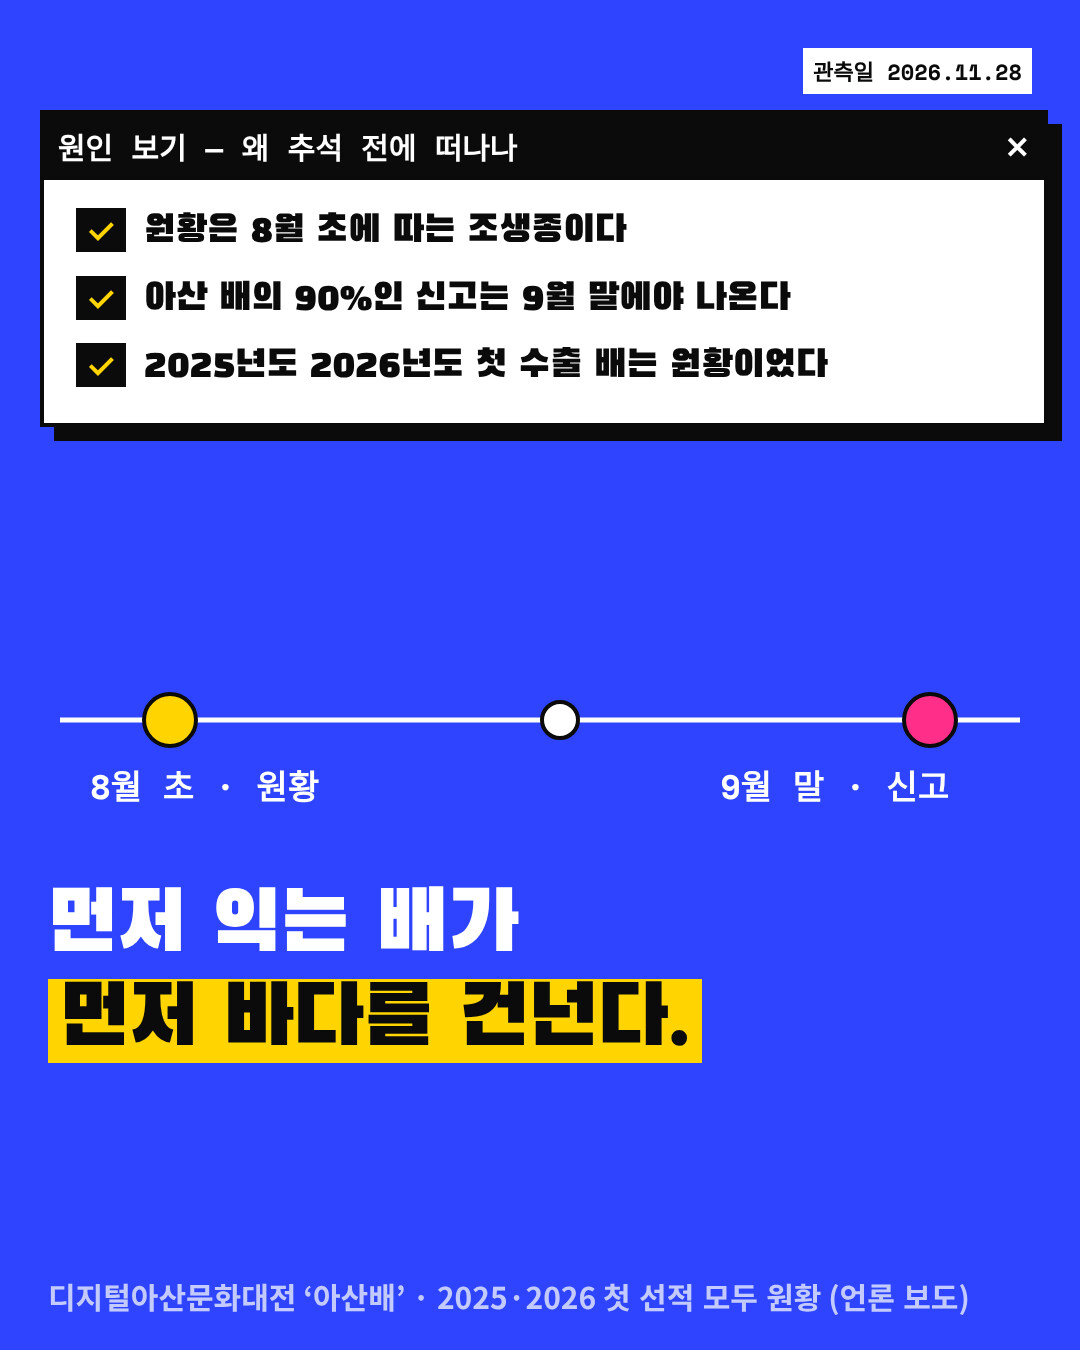 관측일 2026.11.28
원인 보기 — 왜 추석 전에 떠나나 ×
원황은 8월 초에 따는 조생종이다
아산 배의 90%인 신고는 9월 말에야 나온다
2025년도 2026년도 첫 수출 배는 원황이었다
8월 초 · 원황
9월 말 · 신고
먼저 익는 배가
먼저 바다를 건넌다.
디지털아산문화대전 ‘아산배’ · 2025·2026 첫 선적 모두 원황 (언론 보도)